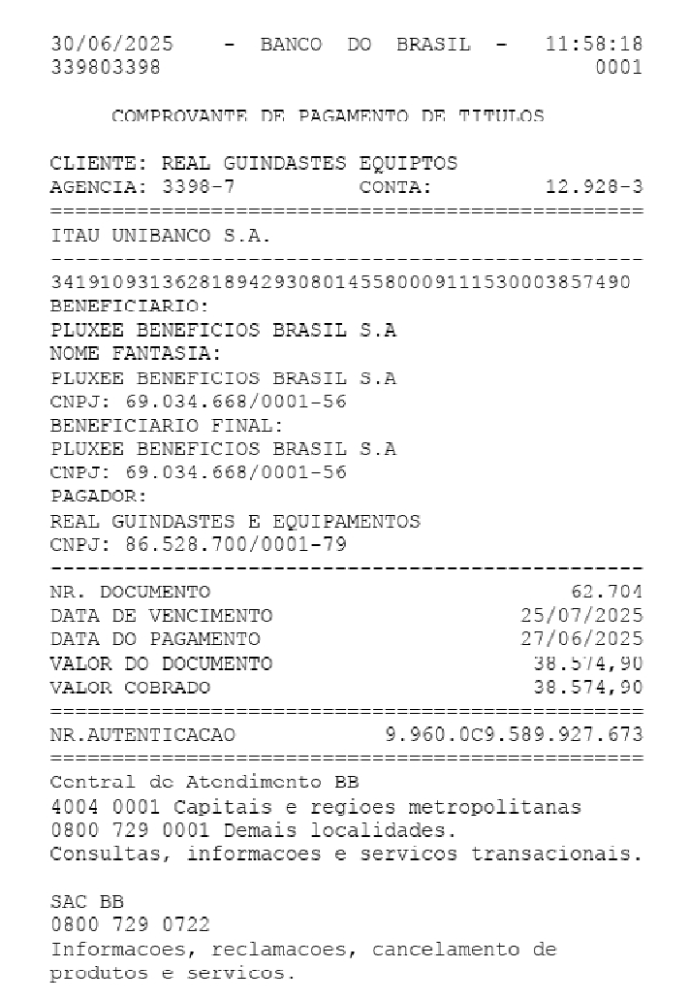 30/06/2025 - BANCO DO BRASIL - 11:58:18
339803398 0001
COMPROVANTE DE PAGAMENTO DE TITULOS
CLIENTE: REAL GUINDASTES EQUIPTOS
AGENCIA: 3398-7 CONTA: 12.928-3
================================================
ITAU UNIBANCO S.A.
------------------------------------------------
34191093136281894293080145580009111530003857490
BENEFICIARIO:
PLUXEE BENEFICIOS BRASIL S.A
NOME FANTASIA:
PLUXEE BENEFICIOS BRASIL S.A
CNPJ: 69.034.668/0001-56
BENEFICIARIO FINAL:
PLUXEE BENEFICIOS BRASIL S.A
CNPJ: 69.034.668/0001-56
PAGADOR:
REAL GUINDASTES E EQUIPAMENTOS
CNPJ: 86.528.700/0001-79
------------------------------------------------
NR. DOCUMENTO 62.704
DATA DE VENCIMENTO 25/07/2025
DATA DO PAGAMENTO 27/06/2025
VALOR DO DOCUMENTO 38.574,90
VALOR COBRADO 38.574,90
================================================
NR.AUTENTICACAO 9.960.0C9.589.927.673
================================================
Central de Atendimento BB
4004 0001 Capitais e regioes metropolitanas
0800 729 0001 Demais localidades.
Consultas, informacoes e servicos transacionais.
SAC BB
0800 729 0722
Informacoes, reclamacoes, cancelamento de
produtos e servicos.